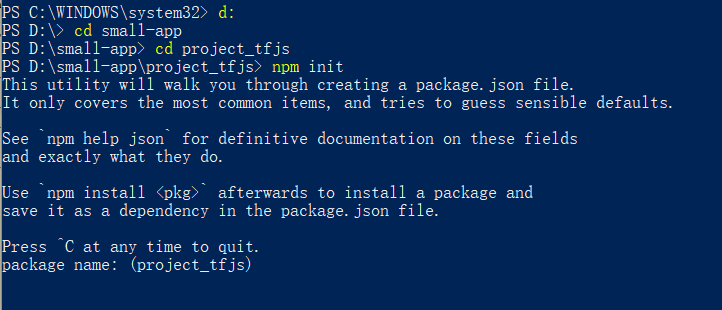 PS C:\WINDOWS\system32> d:
PS D:\> cd small-app
PS D:\small-app> cd project_tfjs
PS D:\small-app\project_tfjs> npm init
This utility will walk you through creating a package.json file.
It only covers the most common items, and tries to guess sensible defaults.
See `npm help json` for definitive documentation on these fields
and exactly what they do.
Use `npm install <pkg>` afterwards to install a package and
save it as a dependency in the package.json file.
Press ^C at any time to quit.
package name: (project_tfjs)